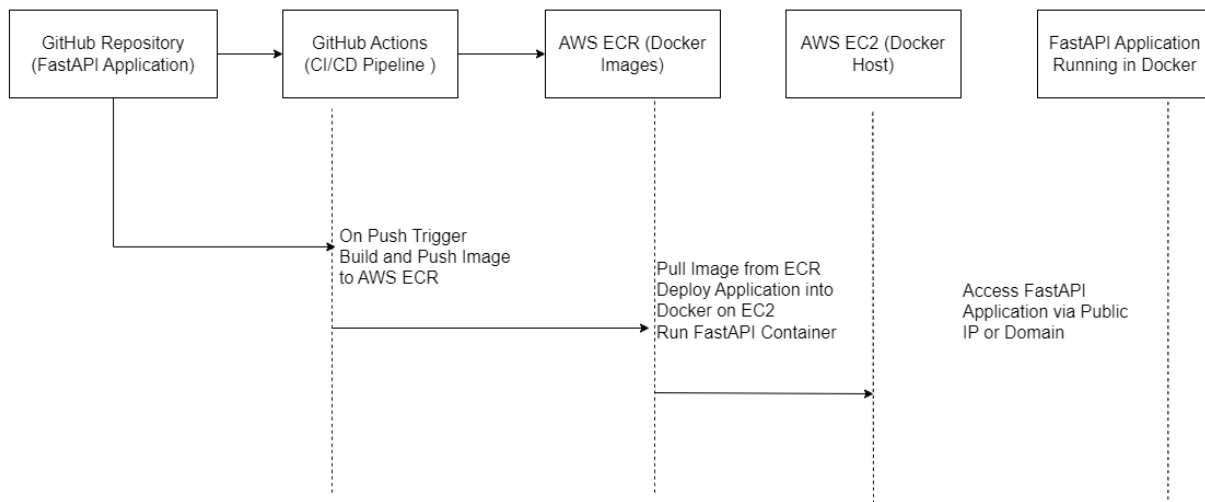 GitHub Repository
(FastAPI Application)
GitHub Actions
(CI/CD Pipeline )
AWS ECR (Docker
Images)
AWS EC2 (Docker
Host)
FastAPI Application
Running in Docker
On Push Trigger
Build and Push Image
to AWS ECR
Pull Image from ECR
Deploy Application into
Docker on EC2
Run FastAPI Container
Access FastAPI
Application via Public
IP or Domain